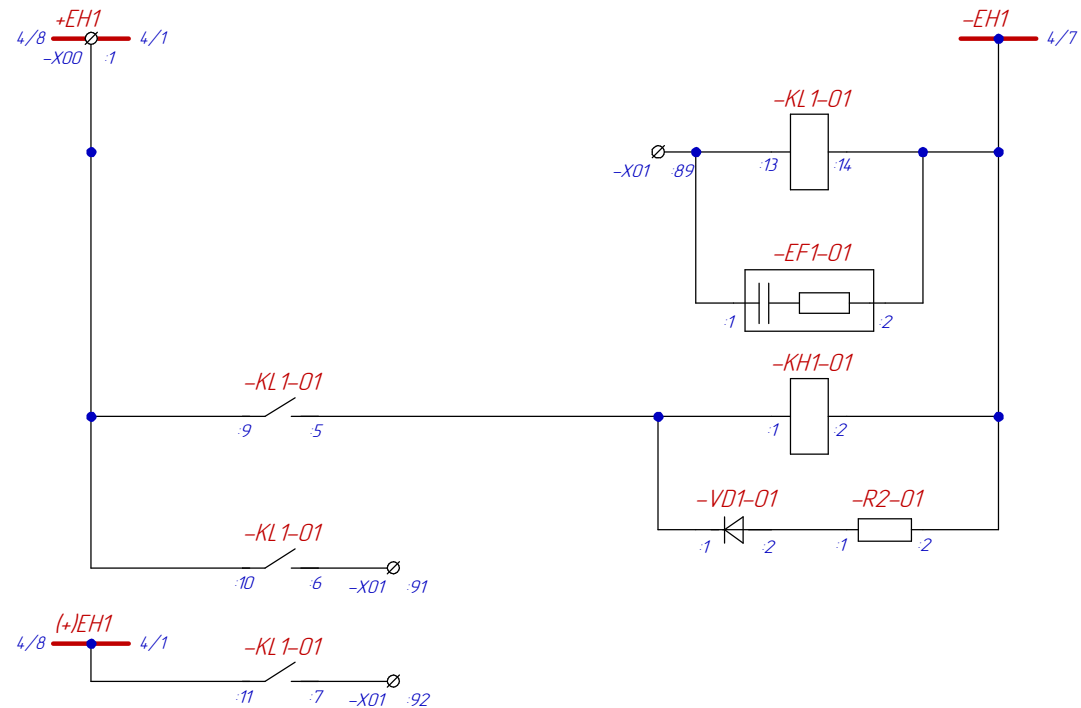 +EH1
4/8 4/1
-X00 :1
-EH1
4/7
-KL1-01
-X01 :89 :13 :14
-EF1-01
:1 :2
-KL1-01
:9 :5
-KH1-01
:1 :2
-VD1-01 -R2-01
:1 :2 :1 :2
-KL1-01
:10 :6 -X01 :91
(+)EH1
4/8 4/1
-KL1-01
:11 :7 -X01 :92